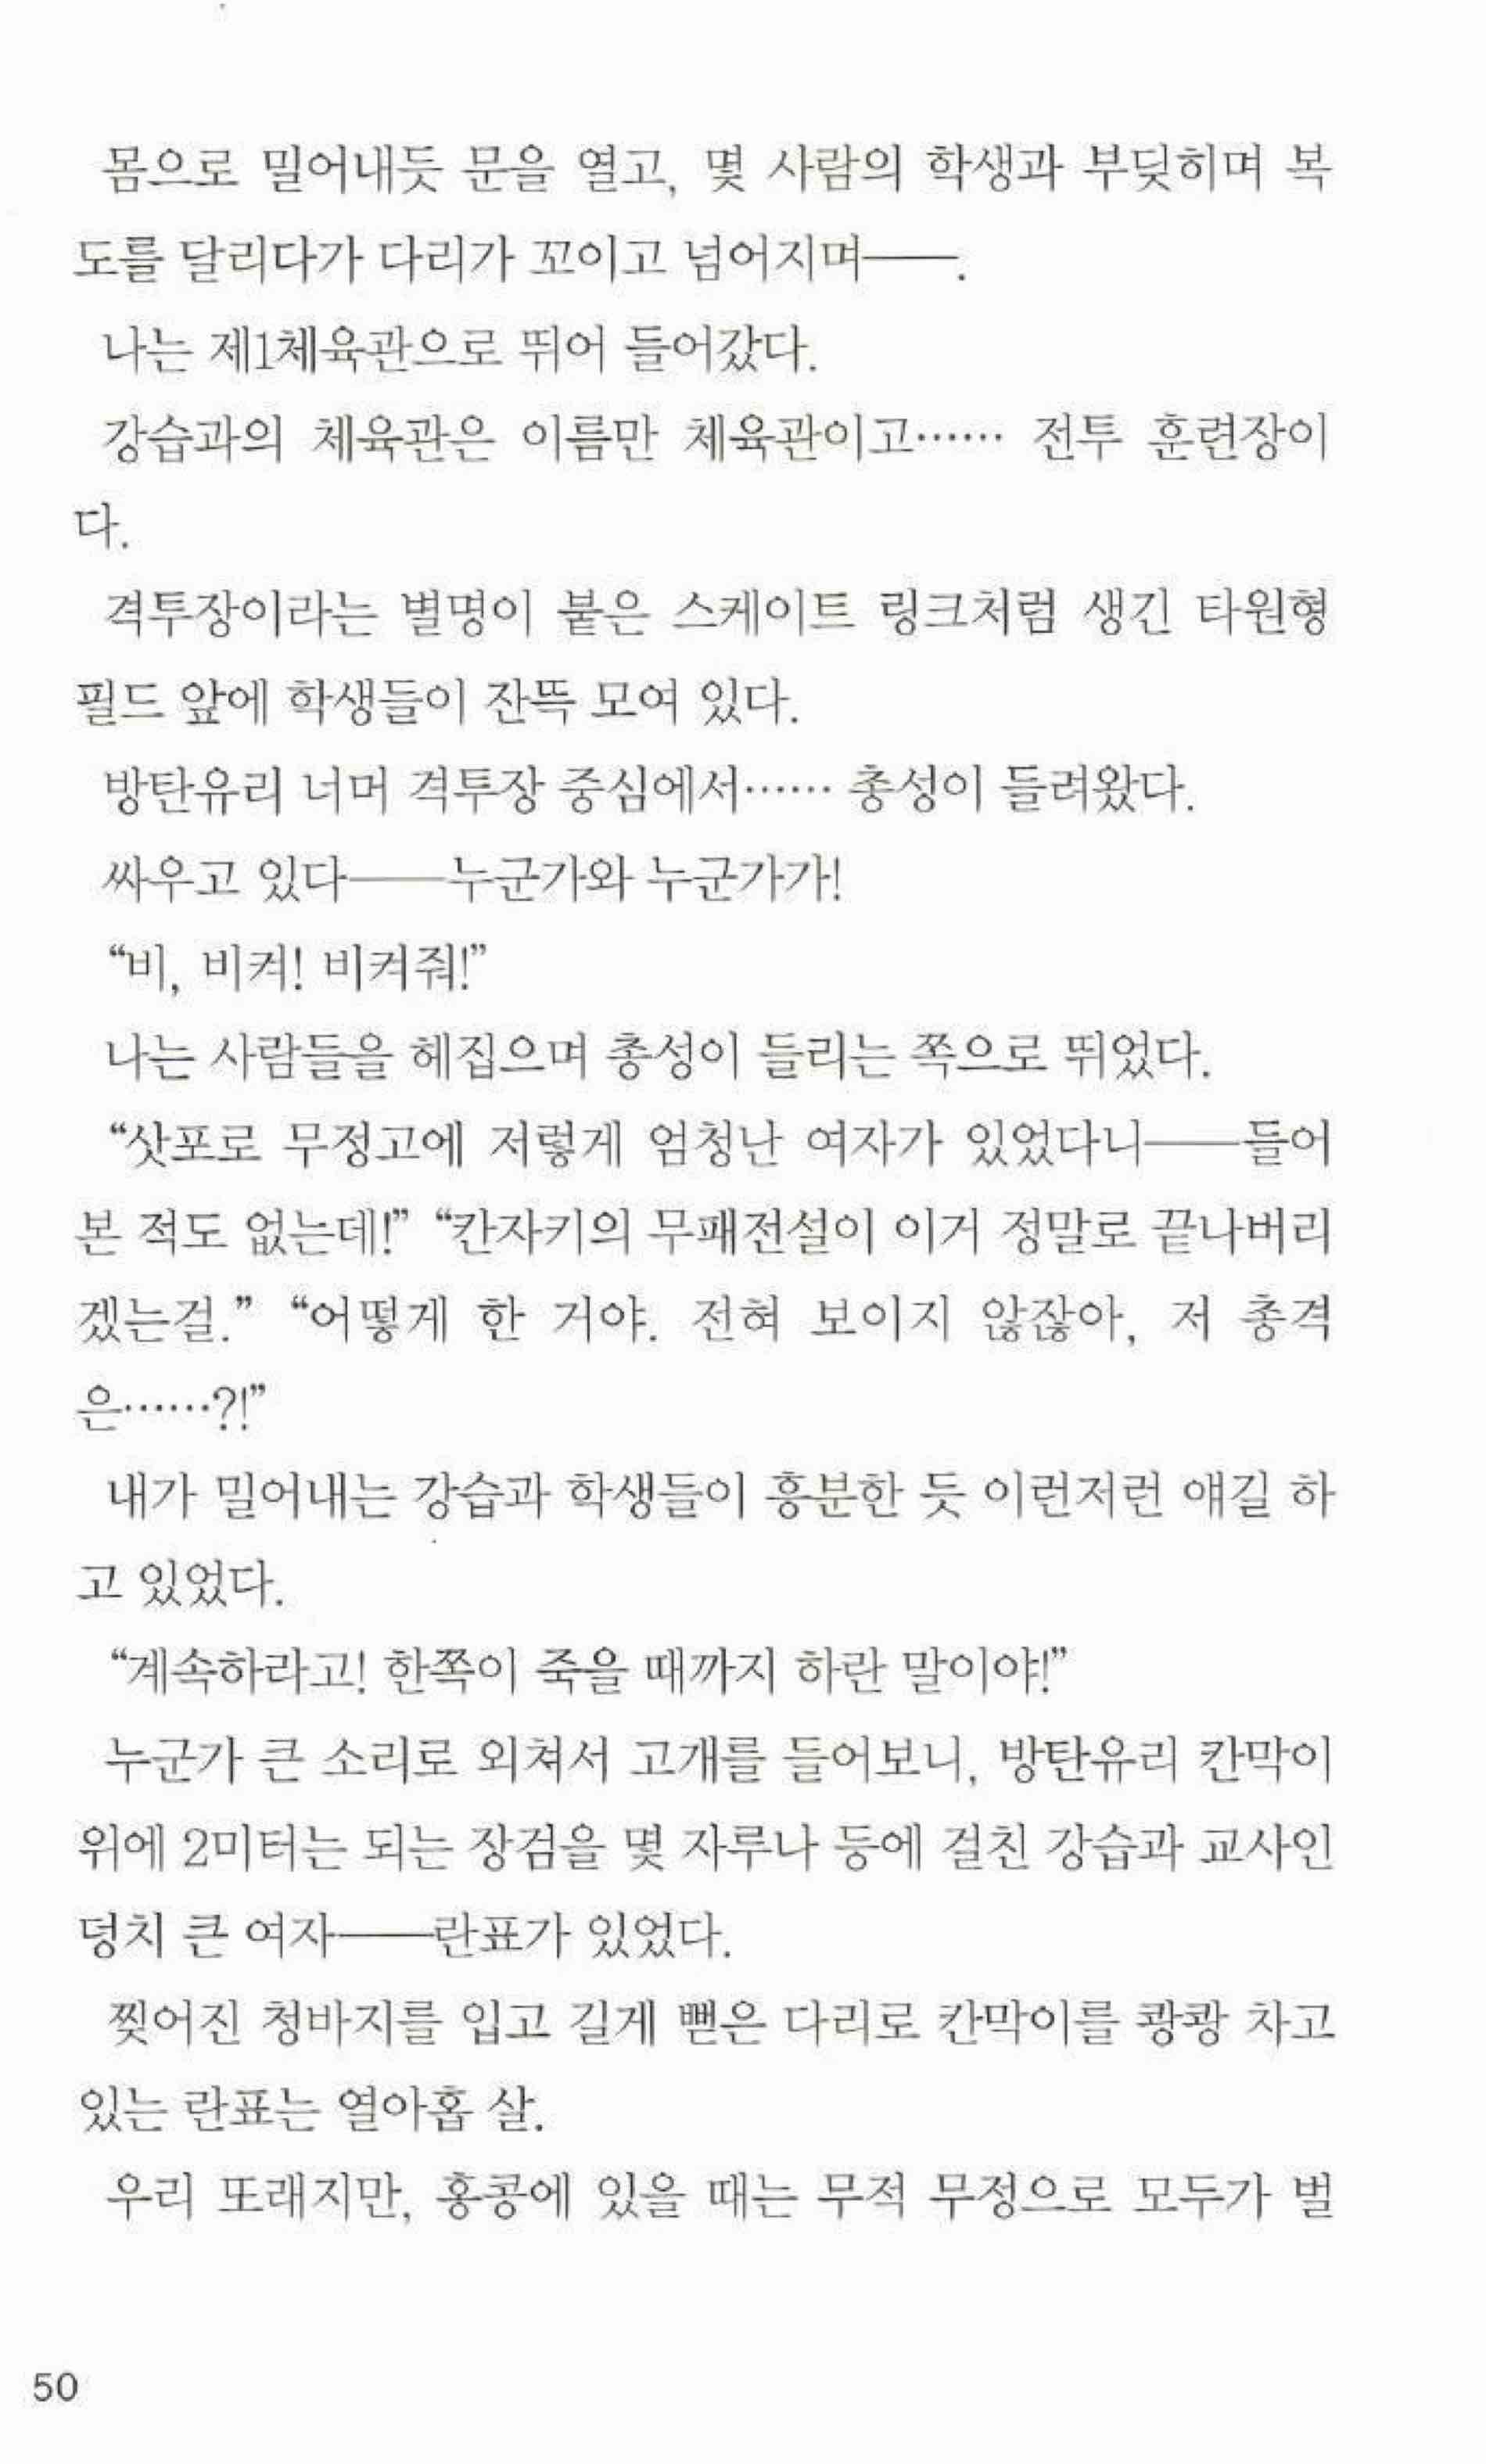 몸으로 밀어내듯 문을 열고, 몇 사람의 학생과 부딪히며 복
도를 달리다가 다리가 꼬이고 넘어지며――.
나는 제1체육관으로 뛰어 들어갔다.
강습과의 체육관은 이름만 체육관이고…… 전투 훈련장이
다.
격투장이라는 별명이 붙은 스케이트 링크처럼 생긴 타원형
필드 앞에 학생들이 잔뜩 모여 있다.
방탄유리 너머 격투장 중심에서…… 총성이 들려왔다.
싸우고 있다――누군가와 누군가가!
“비, 비켜! 비켜줘!”
나는 사람들을 헤집으며 총성이 들리는 쪽으로 뛰었다.
“삿포로 무정고에 저렇게 엄청난 여자가 있었다니――들어
본 적도 없는데!” “칸자키의 무패전설이 이거 정말로 끝나버리
겠는걸.” “어떻게 한 거야. 전혀 보이지 않잖아, 저 총격
은……?!”
내가 밀어내는 강습과 학생들이 흥분한 듯 이런저런 얘길 하
고 있었다.
“계속하라고! 한쪽이 죽을 때까지 하란 말이야!”
누군가 큰 소리로 외쳐서 고개를 들어보니, 방탄유리 칸막이
위에 2미터는 되는 장검을 몇 자루나 등에 걸친 강습과 교사인
덩치 큰 여자――란표가 있었다.
찢어진 청바지를 입고 길게 뻗은 다리로 칸막이를 쾅쾅 차고
있는 란표는 열아홉 살.
우리 또래지만, 홍콩에 있을 때는 무적 무정으로 모두가 벌
50